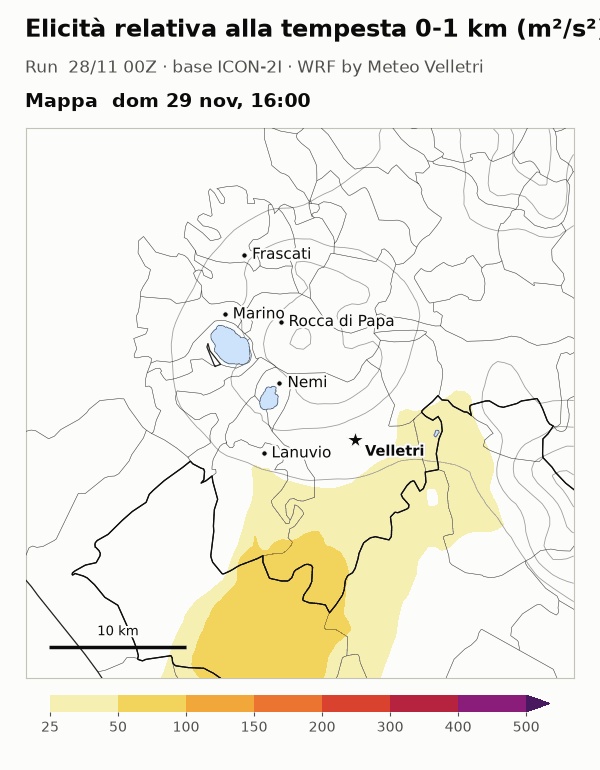 Elicità relativa alla tempesta 0-1 km (m²/s²)
Run 28/11 00Z · base ICON-2I · WRF by Meteo Velletri
Mappa dom 29 nov, 16:00
Frascati
Marino
Rocca di Papa
Nemi
Velletri
Lanuvio
10 km
25 50 100 150 200 300 400 500